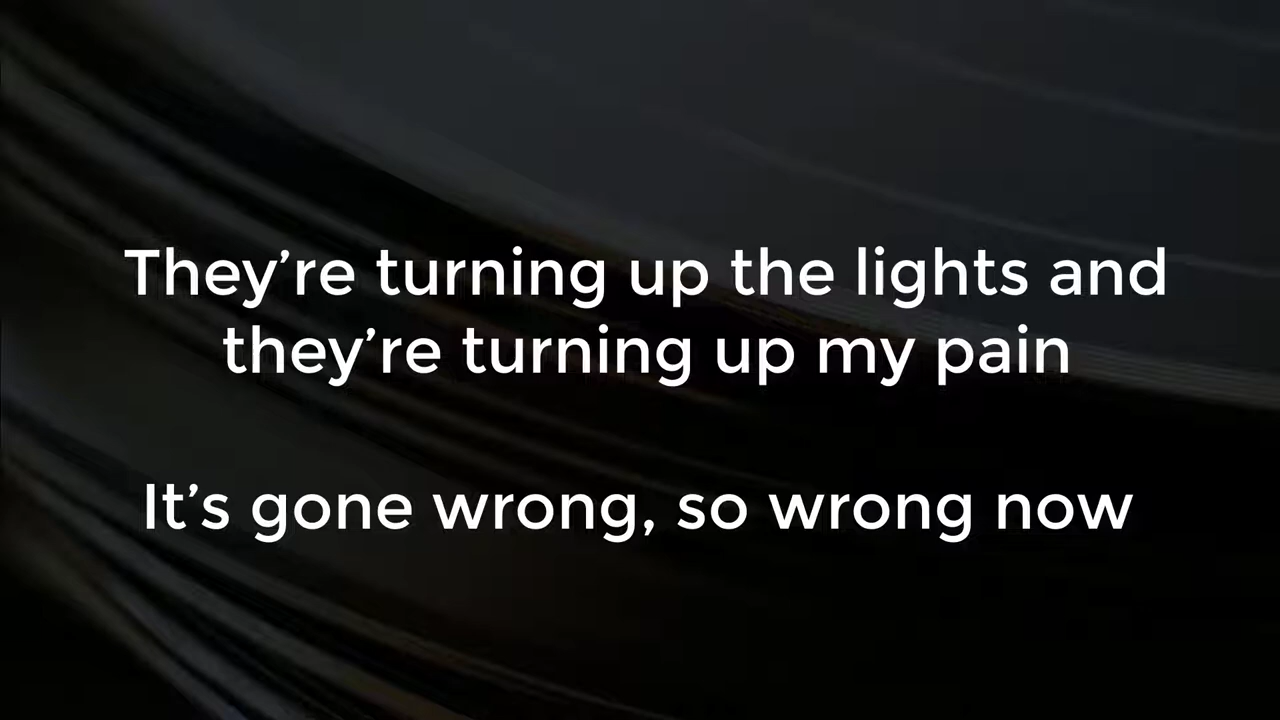 They’re turning up the lights and
they’re turning up my pain
It’s gone wrong, so wrong now